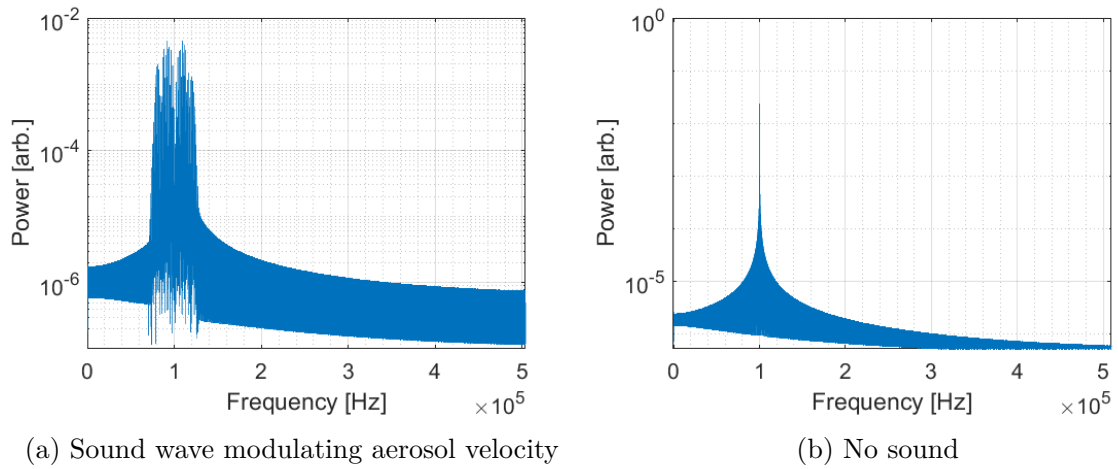 10^-2
10^-4
10^-6
Power [arb.]
0 1 2 3 4 5
Frequency [Hz]
×10^5
(a) Sound wave modulating aerosol velocity
10^0
10^-5
Power [arb.]
0 1 2 3 4 5
Frequency [Hz]
×10^5
(b) No sound